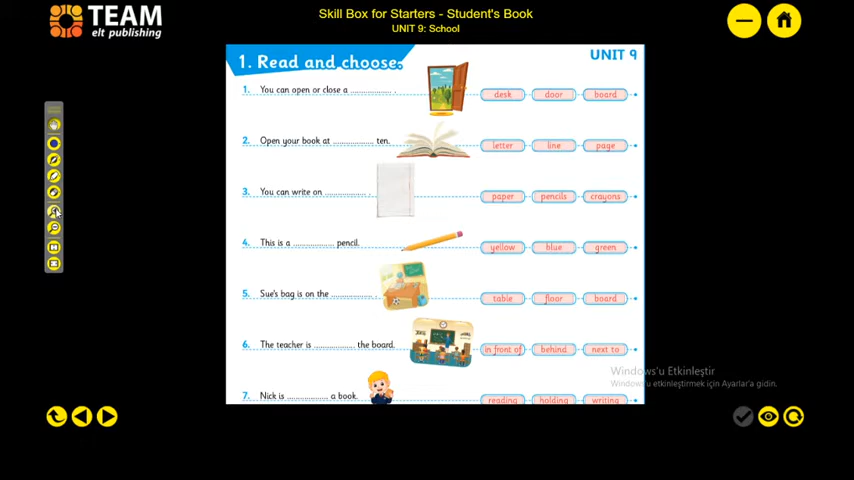 TEAM
elt publishing
Skill Box for Starters - Student's Book
UNIT 9: School
1. Read and choose.
UNIT 9
1. You can open or close a ................... . desk door board
2. Open your book at .................. ten. letter line page
3. You can write on .................. . paper pencils crayons
4. This is a .................. pencil. yellow blue green
5. Sue's bag is on the .................. . table floor board
6. The teacher is .................. the board. in front of behind next to
7. Nick is .................. a book. reading holding writing
Windows'u Etkinleştir
Windows'u etkinleştirmek için Ayarlar'a gidin.